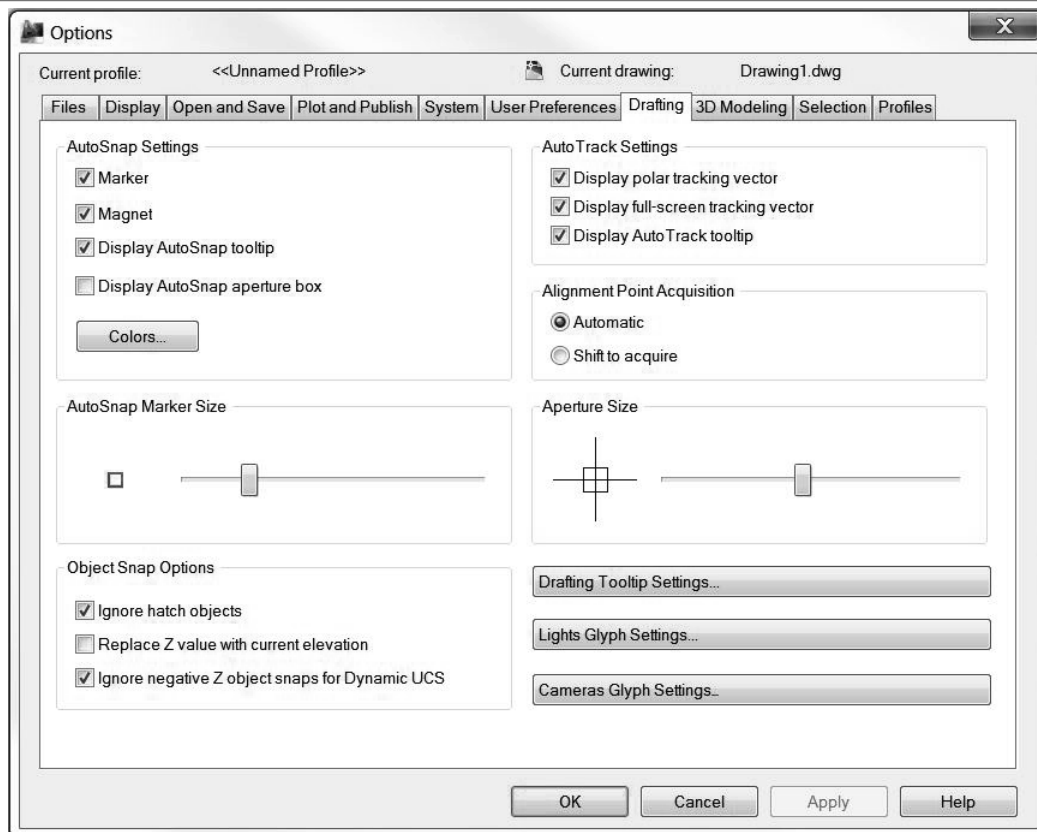 Options
X
Current profile: <<Unnamed Profile>> Current drawing: Drawing1.dwg
Files Display Open and Save Plot and Publish System User Preferences Drafting 3D Modeling Selection Profiles
AutoSnap Settings
Marker
Magnet
Display AutoSnap tooltip
Display AutoSnap aperture box
Colors...
AutoTrack Settings
Display polar tracking vector
Display full-screen tracking vector
Display AutoTrack tooltip
Alignment Point Acquisition
Automatic
Shift to acquire
AutoSnap Marker Size
Aperture Size
Object Snap Options
Ignore hatch objects
Replace Z value with current elevation
Ignore negative Z object snaps for Dynamic UCS
Drafting Tooltip Settings...
Lights Glyph Settings...
Cameras Glyph Settings...
OK Cancel Apply Help